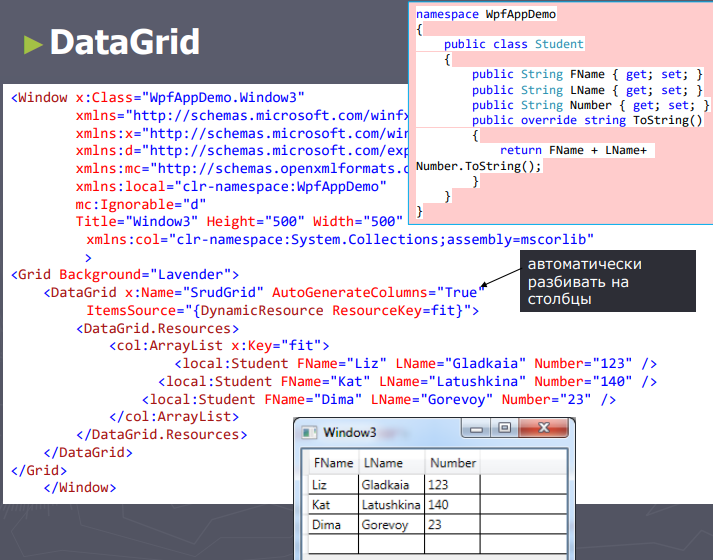 ►DataGrid
namespace WpfAppDemo
{
public class Student
{
public String FName { get; set; }
public String LName { get; set; }
public String Number { get; set; }
public override string ToString()
{
return FName + LName+
Number.ToString();
}
}
}
<Window x:Class="WpfAppDemo.Window3"
xmlns="http://schemas.microsoft.com/winfx
xmlns:x="http://schemas.microsoft.com/win
xmlns:d="http://schemas.microsoft.com/exp
xmlns:mc="http://schemas.openxmlformats.o
xmlns:local="clr-namespace:WpfAppDemo"
mc:Ignorable="d"
Title="Window3" Height="500" Width="500"
xmlns:col="clr-namespace:System.Collections;assembly=mscorlib"
>
<Grid Background="Lavender">
<DataGrid x:Name="SrudGrid" AutoGenerateColumns="True"
ItemsSource="{DynamicResource ResourceKey=fit}">
<DataGrid.Resources>
<col:ArrayList x:Key="fit">
<local:Student FName="Liz" LName="Gladkaia" Number="123" />
<local:Student FName="Kat" LName="Latushkina" Number="140" />
<local:Student FName="Dima" LName="Gorevoy" Number="23" />
</col:ArrayList>
</DataGrid.Resources>
</DataGrid>
</Grid>
</Window>
автоматически
разбивать на
столбцы
Window3
FName LName Number
Liz Gladkaia 123
Kat Latushkina 140
Dima Gorevoy 23